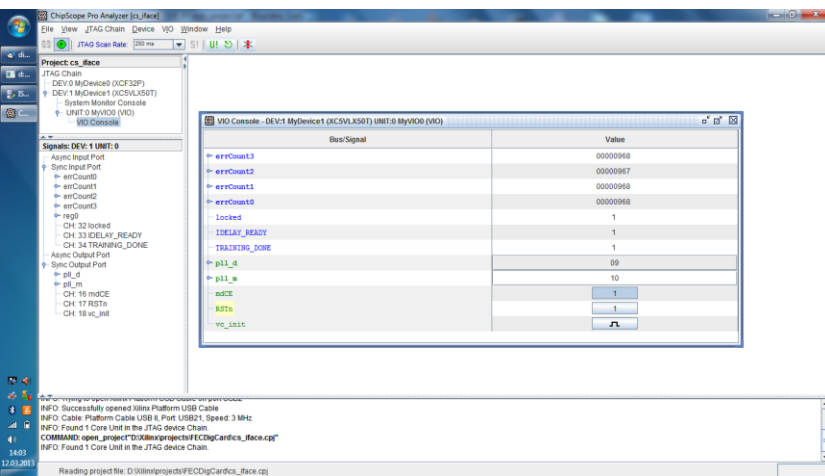 ChipScope Pro Analyzer [cs_iface]
File View JTAG Chain Device VIO Window Help
JTAG Scan Rate: 250 ms S! U!
Project: cs_iface
JTAG Chain
DEV:0 MyDevice0 (XCF32P)
DEV:1 MyDevice1 (XC5VLX50T)
System Monitor Console
UNIT:0 MyVIO0 (VIO)
VIO Console
Signals: DEV: 1 UNIT: 0
Async Input Port
Sync Input Port
errCount0
errCount1
errCount2
errCount3
reg0
CH: 32 locked
CH: 33 IDELAY_READY
CH: 34 TRAINING_DONE
Async Output Port
Sync Output Port
pll_d
pll_m
CH: 16 mdCE
CH: 17 RSTn
CH: 18 vc_init
VIO Console - DEV:1 MyDevice1 (XC5VLX50T) UNIT:0 MyVIO0 (VIO)
Bus/Signal Value
errCount3 00000968
errCount2 00000967
errCount1 00000968
errCount0 00000968
locked 1
IDELAY_READY 1
TRAINING_DONE 1
pll_d 09
pll_m 10
mdCE 1
RSTn 1
vc_init
INFO: Successfully opened Xilinx Platform USB Cable
INFO: Cable: Platform Cable USB II, Port: USB21, Speed: 3 MHz
INFO: Found 1 Core Unit in the JTAG device Chain.
COMMAND: open_project "D:\Xilinx\projects\FECDigCard\cs_iface.cpj"
INFO: Found 1 Core Unit in the JTAG device Chain.
Reading project file: D:\Xilinx\projects\FECDigCard\cs_iface.cpj
di...
di...
IS...
C...
14:03
12.03.2013